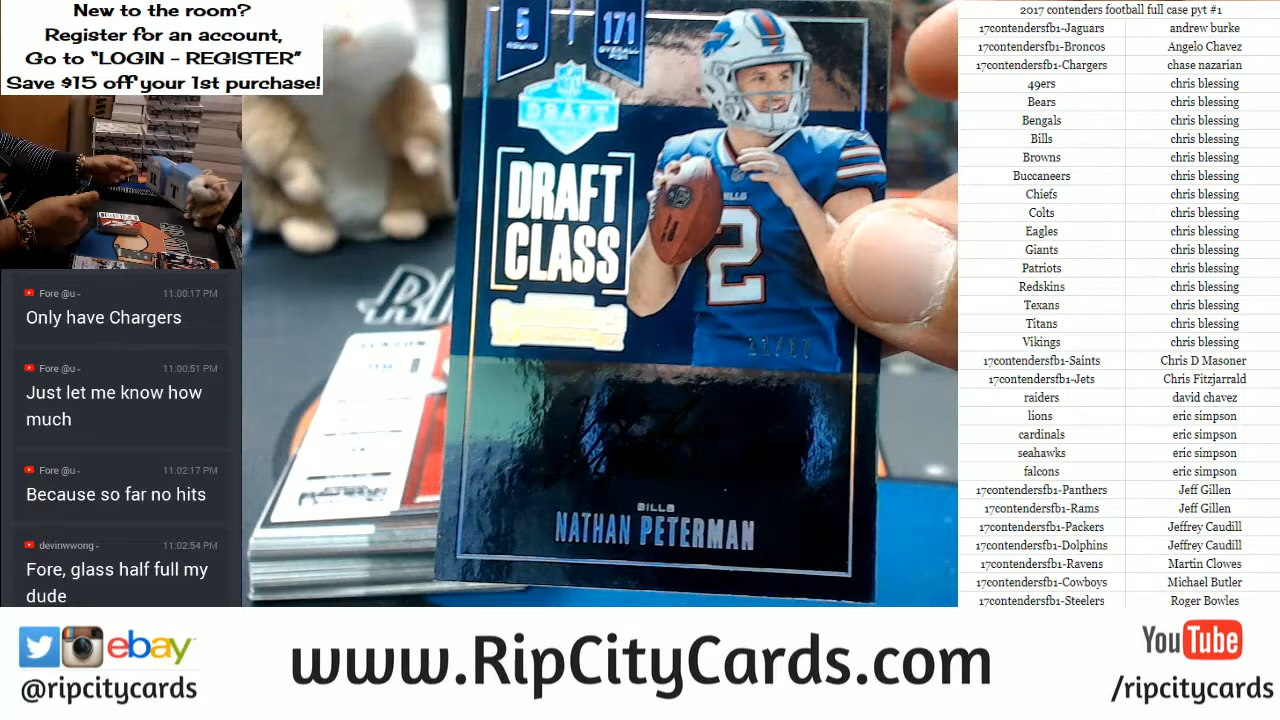 New to the room?
Register for an account,
Go to “LOGIN - REGISTER”
Save $15 off your 1st purchase!
Fore @u
11:00:17 PM
Only have Chargers
Fore @u
11:00:51 PM
Just let me know how
much
Fore @u
11:02:17 PM
Because so far no hits
devinwwong
11:02:54 PM
Fore, glass half full my
dude
5
ROUND
171
OVERALL
PICK
NFL
DRAFT
DRAFT
CLASS
BILLS
2
BILLS
NATHAN PETERMAN
2017 contenders football full case pyt #1
17contendersfb1-Jaguars andrew burke
17contendersfb1-Broncos Angelo Chavez
17contendersfb1-Chargers chase nazarian
49ers chris blessing
Bears chris blessing
Bengals chris blessing
Bills chris blessing
Browns chris blessing
Buccaneers chris blessing
Chiefs chris blessing
Colts chris blessing
Eagles chris blessing
Giants chris blessing
Patriots chris blessing
Redskins chris blessing
Texans chris blessing
Titans chris blessing
Vikings chris blessing
17contendersfb1-Saints Chris D Masoner
17contendersfb1-Jets Chris Fitzjarrald
raiders david chavez
lions eric simpson
cardinals eric simpson
seahawks eric simpson
falcons eric simpson
17contendersfb1-Panthers Jeff Gillen
17contendersfb1-Rams Jeff Gillen
17contendersfb1-Packers Jeffrey Caudill
17contendersfb1-Dolphins Jeffrey Caudill
17contendersfb1-Ravens Martin Clowes
17contendersfb1-Cowboys Michael Butler
17contendersfb1-Steelers Roger Bowles
ebay
@ripcitycards
www.RipCityCards.com
YouTube
/ripcitycards